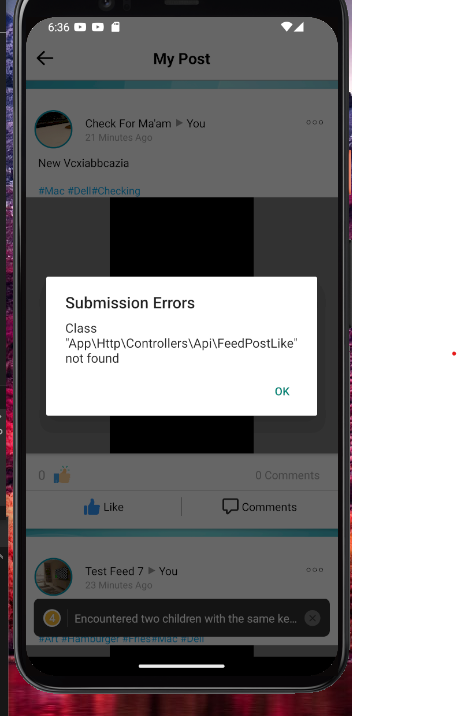 6:36
My Post
Check For Ma'am ▶ You
21 Minutes Ago
New Vcxiabbcazia
#Mac #Dell#Checking
Submission Errors
Class
"App\Http\Controllers\Api\FeedPostLike"
not found
OK
0
0 Comments
Like
Comments
Test Feed 7 ▶ You
23 Minutes Ago
4
Encountered two children with the same ke...
#Art #Hamburger #Fries#Mac #Dell